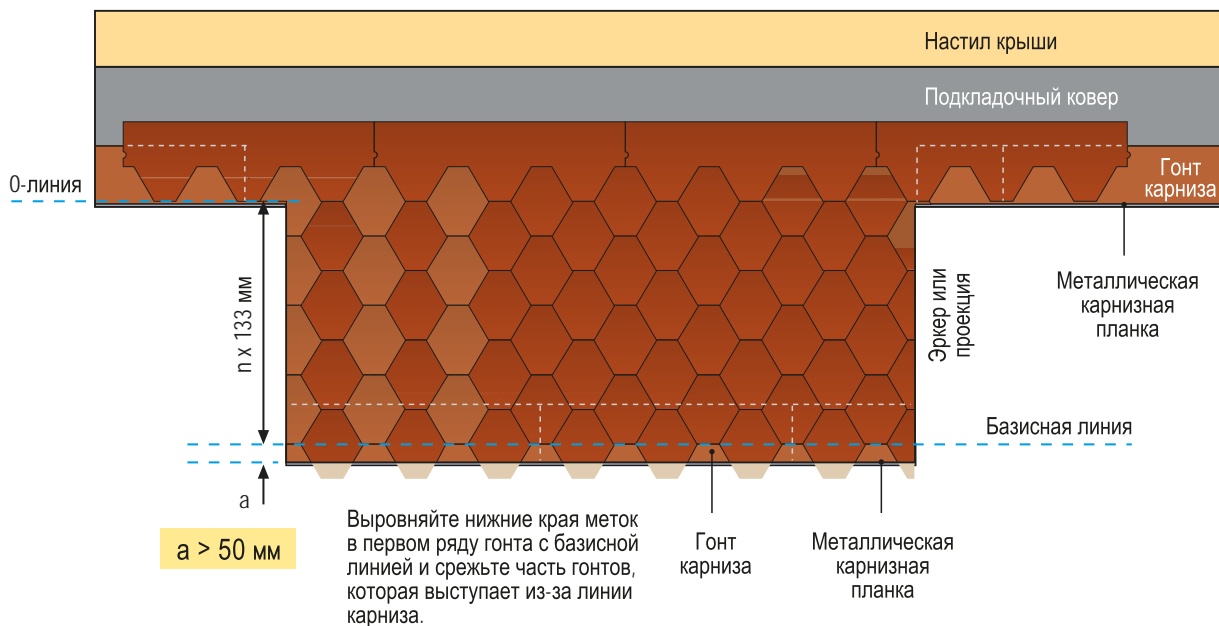 Настил крыши
Подкладочный ковер
Гонт
карниза
0-линия
n x 133 мм
Эркер или
проекция
Металлическая
карнизная
планка
Базисная линия
a
a > 50 мм
Выровняйте нижние края меток
в первом ряду гонта с базисной
линией и срежьте часть гонтов,
которая выступает из-за линии
карниза.
Гонт
карниза
Металлическая
карнизная
планка